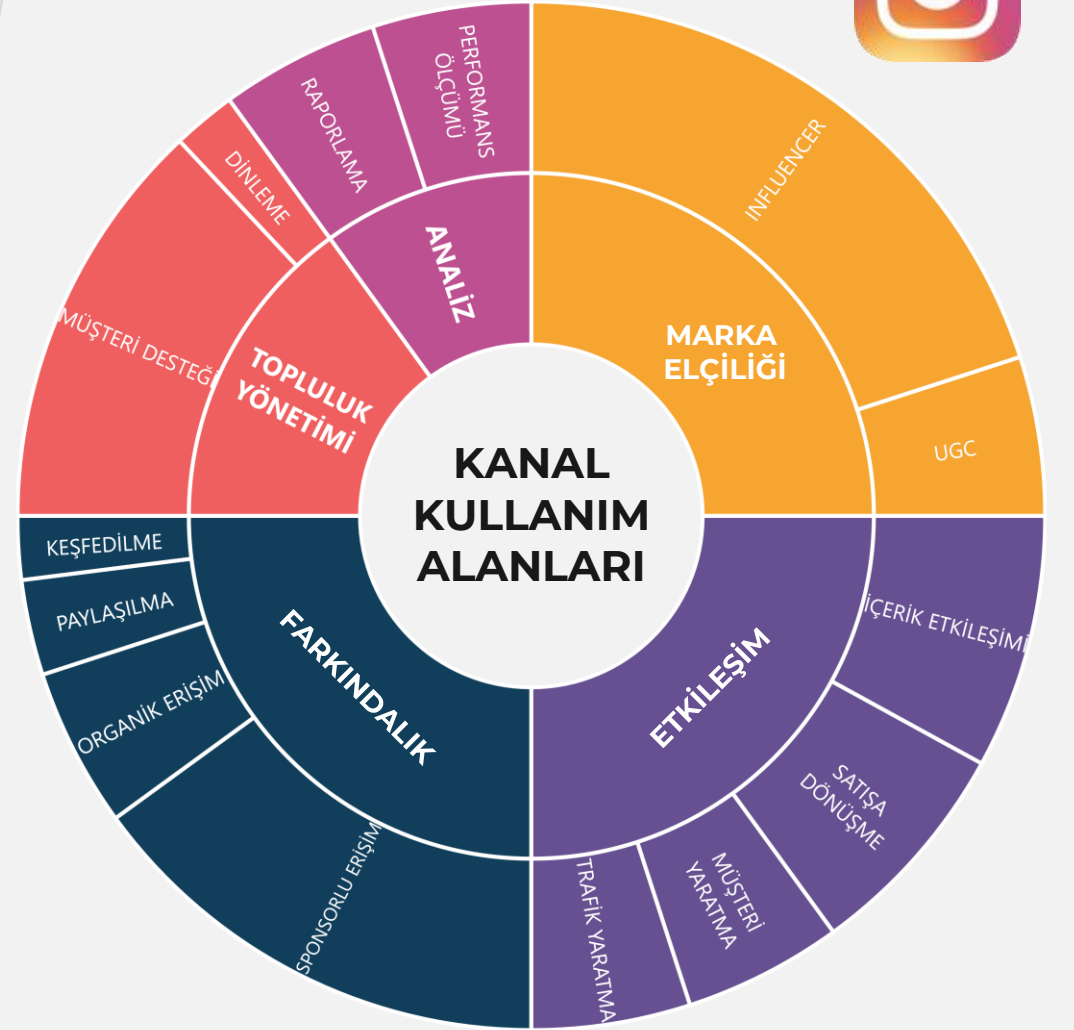 KANAL
KULLANIM
ALANLARI
MARKA
ELÇİLİĞİ
INFLUENCER
UGC
ETKİLEŞİM
İÇERİK ETKİLEŞİMİ
SATIŞA
DÖNÜŞME
MÜŞTERİ
YARATMA
TRAFİK YARATMA
FARKINDALIK
SPONSORLU ERİŞİM
ORGANİK ERİŞİM
PAYLAŞILMA
KEŞFEDİLME
TOPLULUK
YÖNETİMİ
MÜŞTERİ DESTEĞİ
DİNLEME
ANALİZ
RAPORLAMA
PERFORMANS
ÖLÇÜMÜ